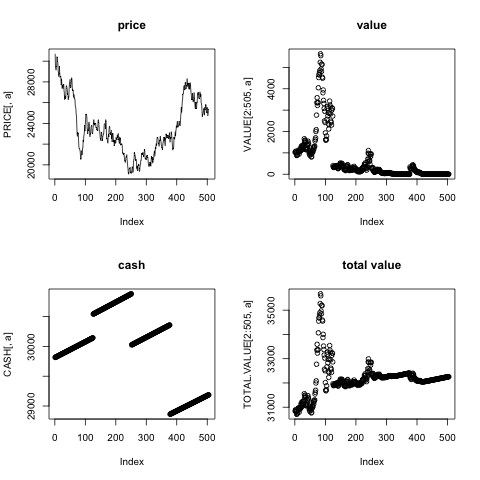 price
PRICE[, a]
20000 24000 28000
0 100 200 300 400 500
Index
value
VALUE[2:505, a]
0 2000 4000
0 100 200 300 400 500
Index
cash
CASH[, a]
29000 30000
0 100 200 300 400 500
Index
total value
TOTAL.VALUE[2:505, a]
31000 33000 35000
0 100 200 300 400 500
Index